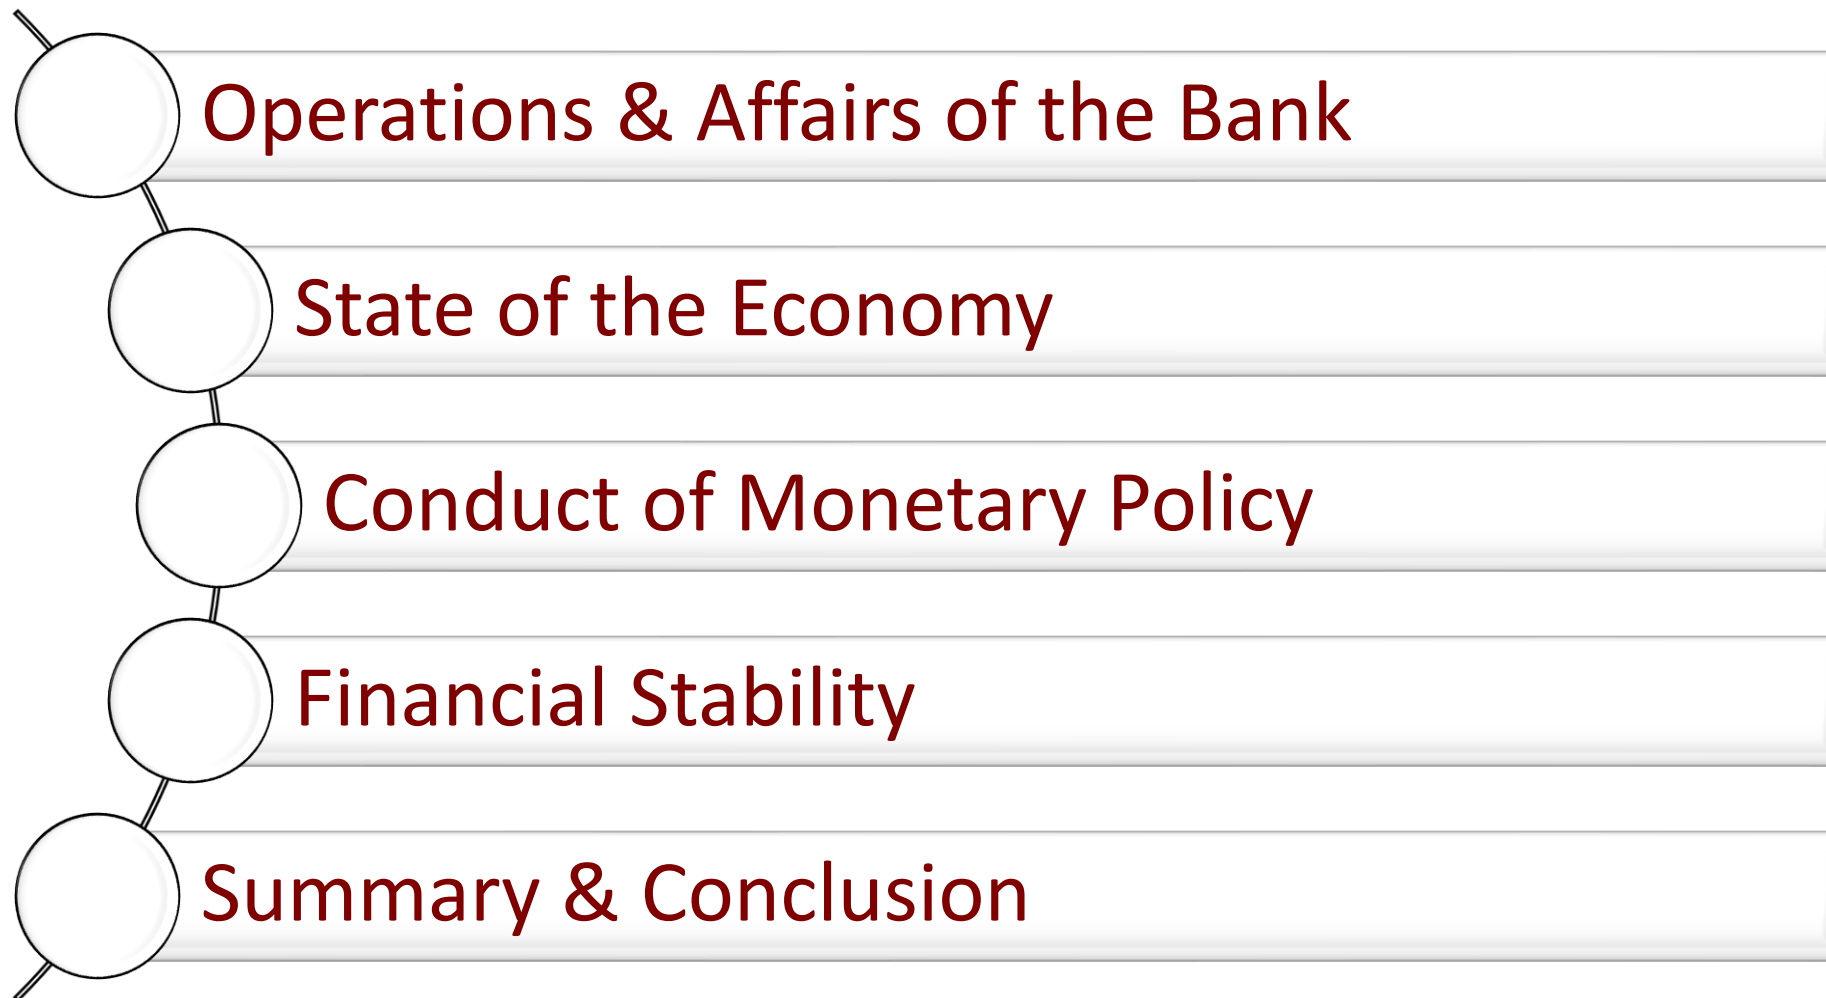 Operations & Affairs of the Bank
State of the Economy
Conduct of Monetary Policy
Financial Stability
Summary & Conclusion